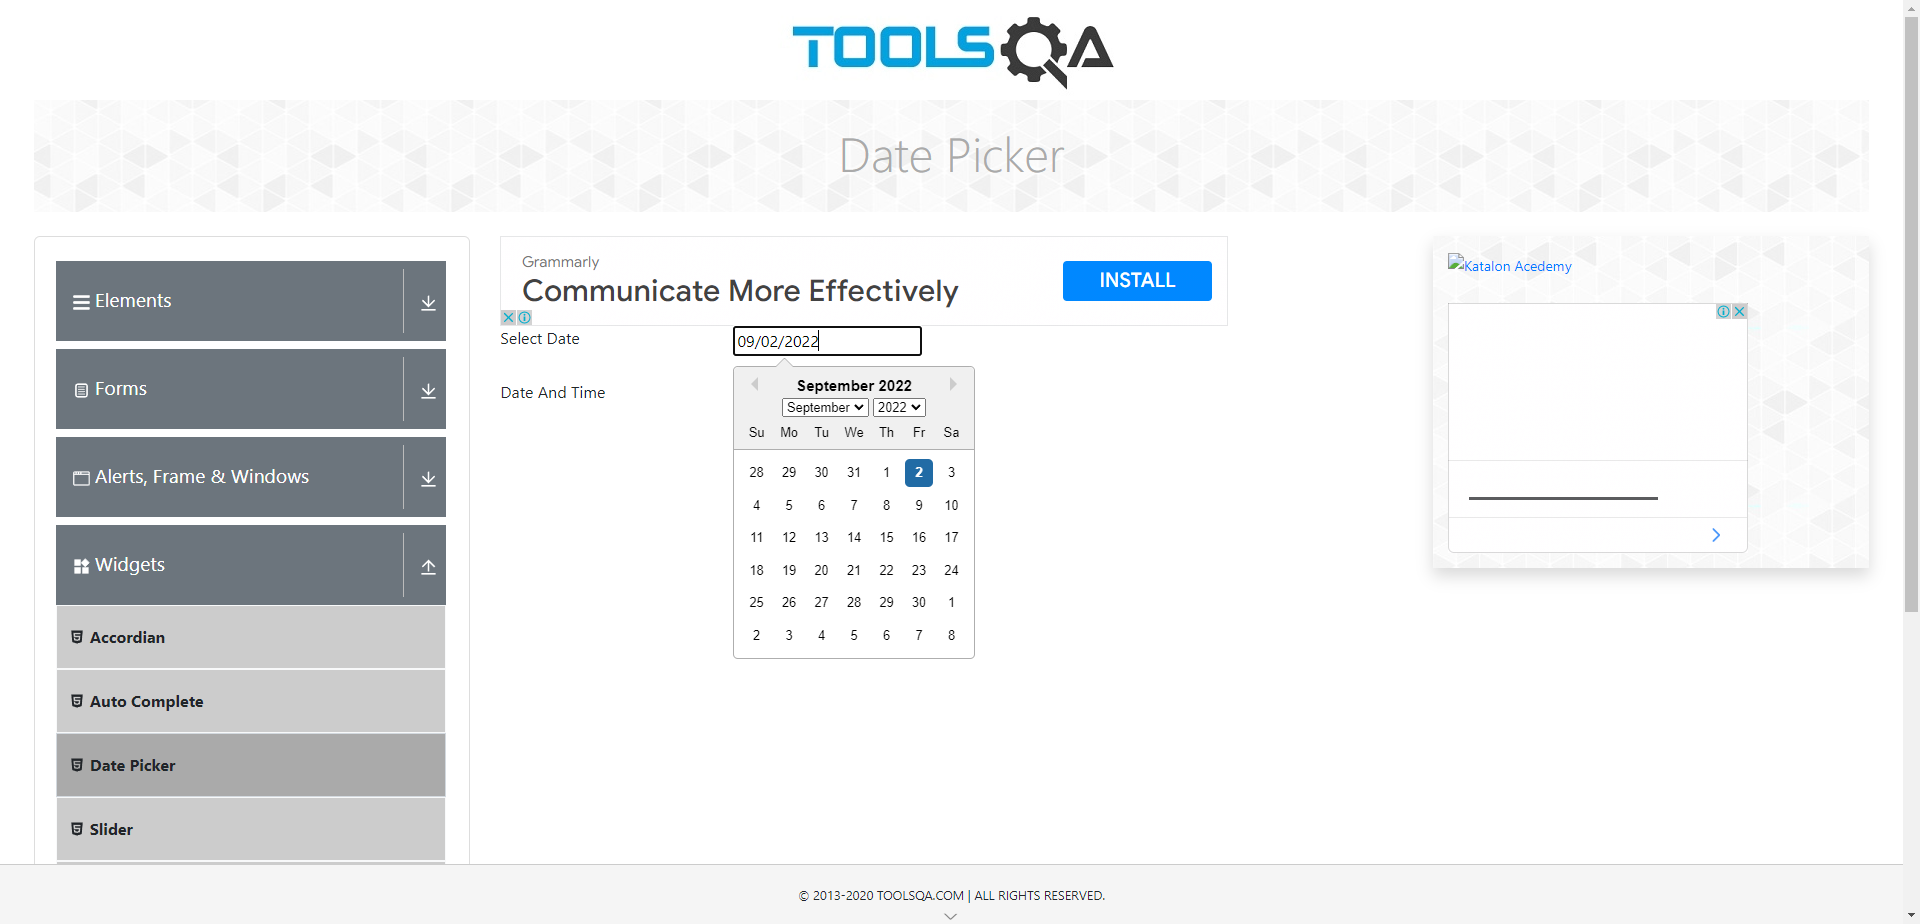 TOOLSQA
Date Picker
Elements
Forms
Alerts, Frame & Windows
Widgets
Accordian
Auto Complete
Date Picker
Slider
Grammarly
Communicate More Effectively
INSTALL
Select Date
09/02/2022
Date And Time
September 2022
September 2022
Su Mo Tu We Th Fr Sa
28 29 30 31 1 2 3
4 5 6 7 8 9 10
11 12 13 14 15 16 17
18 19 20 21 22 23 24
25 26 27 28 29 30 1
2 3 4 5 6 7 8
Katalon Acedemy
© 2013-2020 TOOLSQA.COM | ALL RIGHTS RESERVED.